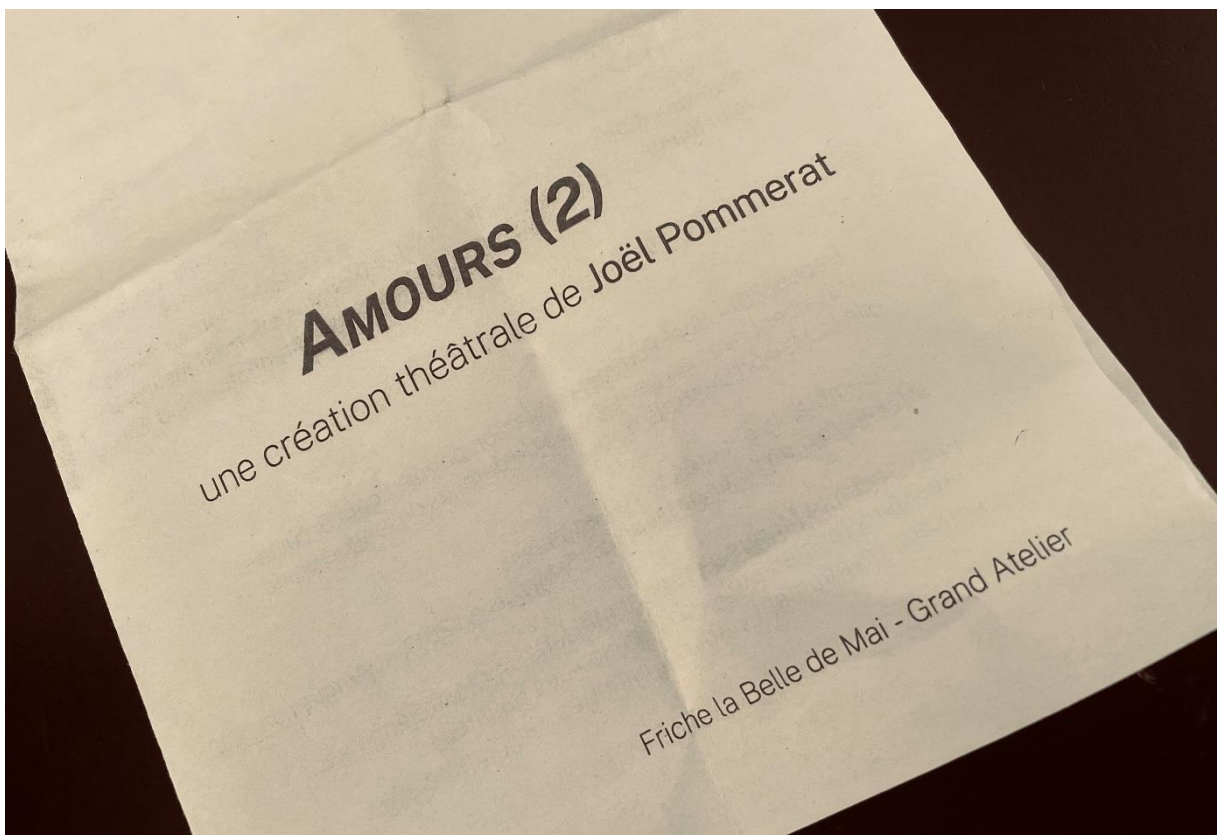 AMOURS (2)
une création théâtrale de Joël Pommerat
Friche la Belle de Mai - Grand Atelier